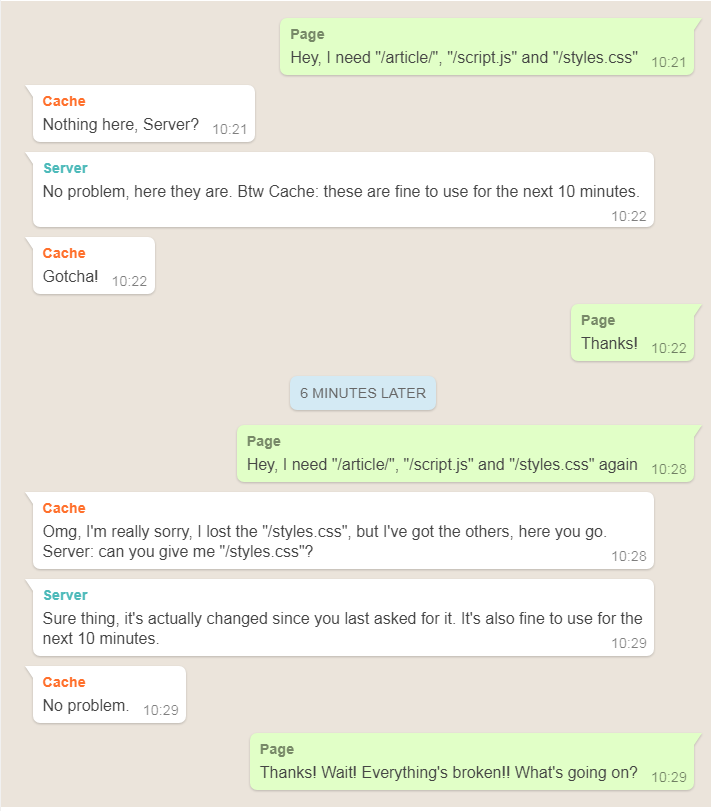 Page
Hey, I need "/article/", "/script.js" and "/styles.css"
10:21
Cache
Nothing here, Server?
10:21
Server
No problem, here they are. Btw Cache: these are fine to use for the next 10 minutes.
10:22
Cache
Gotcha!
10:22
Page
Thanks!
10:22
6 MINUTES LATER
Page
Hey, I need "/article/", "/script.js" and "/styles.css" again
10:28
Cache
Omg, I'm really sorry, I lost the "/styles.css", but I've got the others, here you go.
Server: can you give me "/styles.css"?
10:28
Server
Sure thing, it's actually changed since you last asked for it. It's also fine to use for the
next 10 minutes.
10:29
Cache
No problem.
10:29
Page
Thanks! Wait! Everything's broken!! What's going on?
10:29